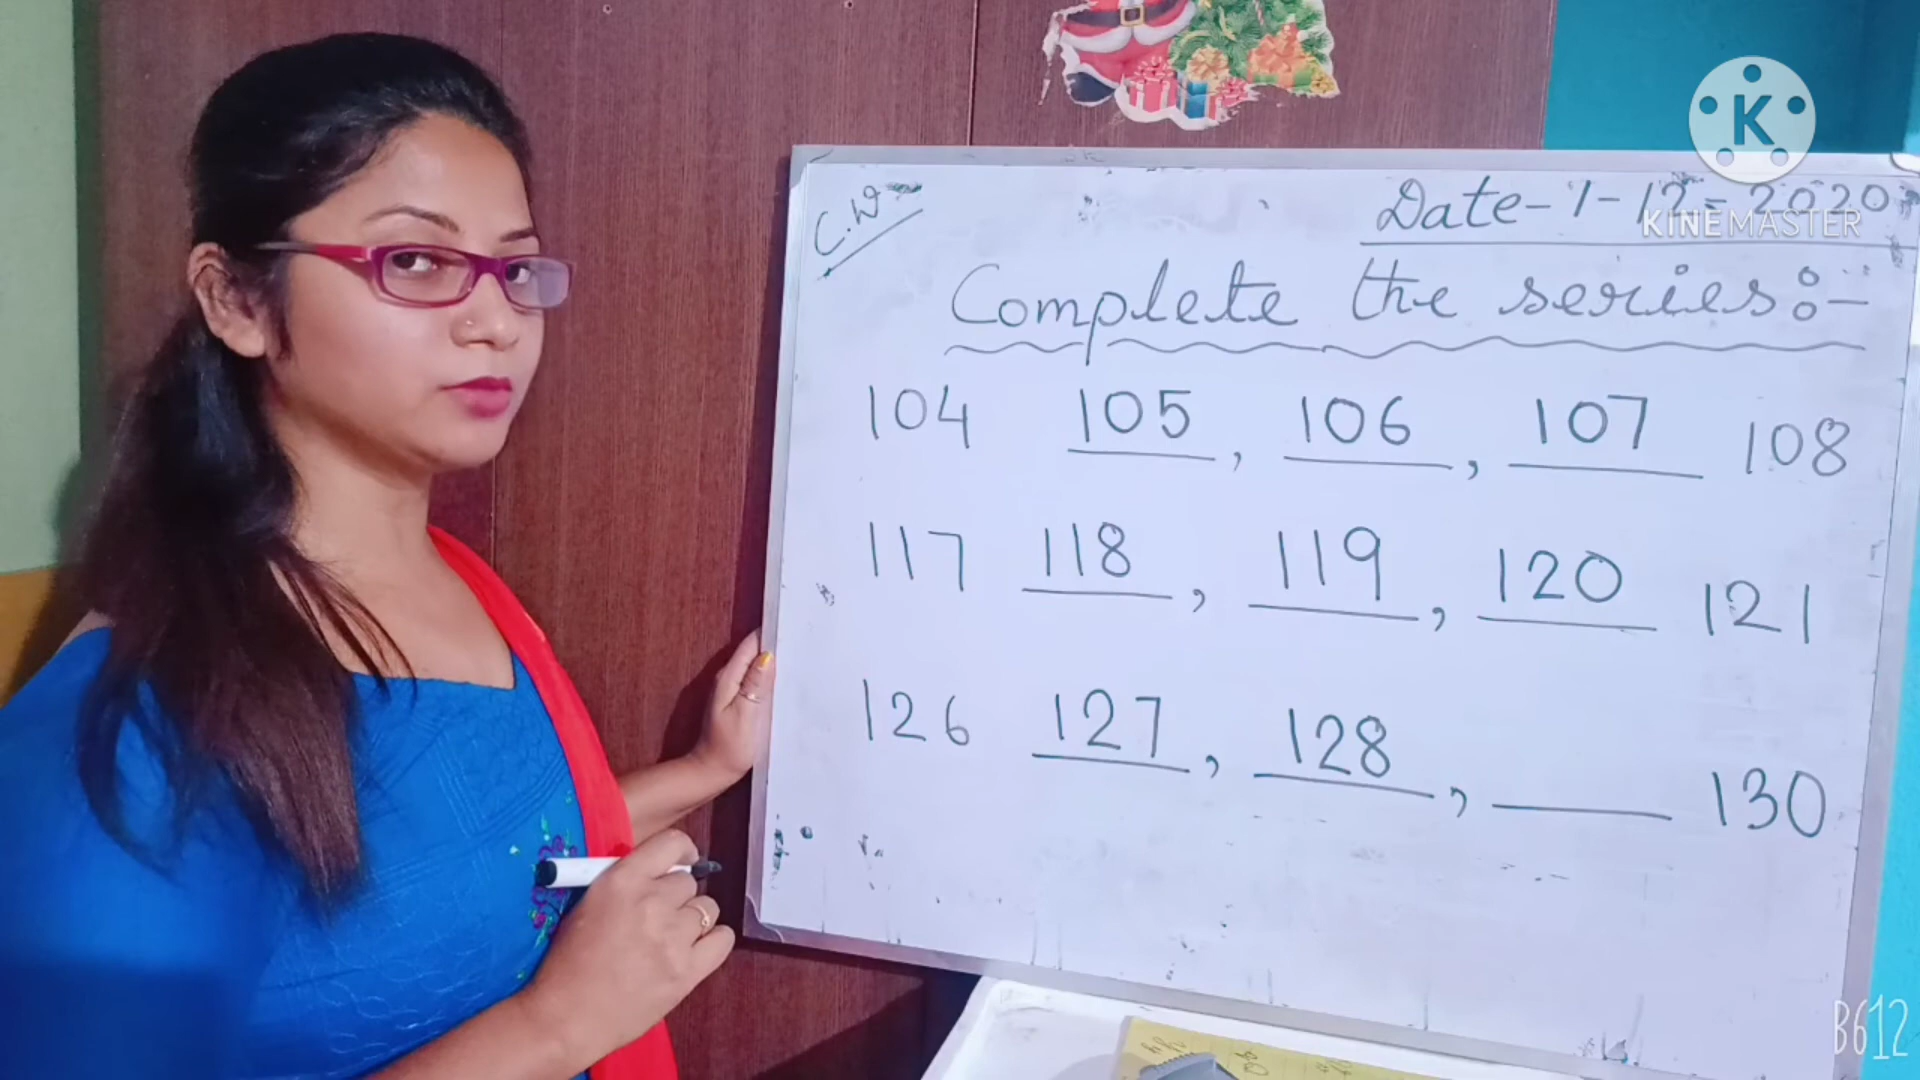 K
KINEMASTER
C.W
Date-1-12-2020
Complete the series:-
104 105, 106, 107 108
117 118, 119, 120 121
126 127, 128, ___ 130
B612